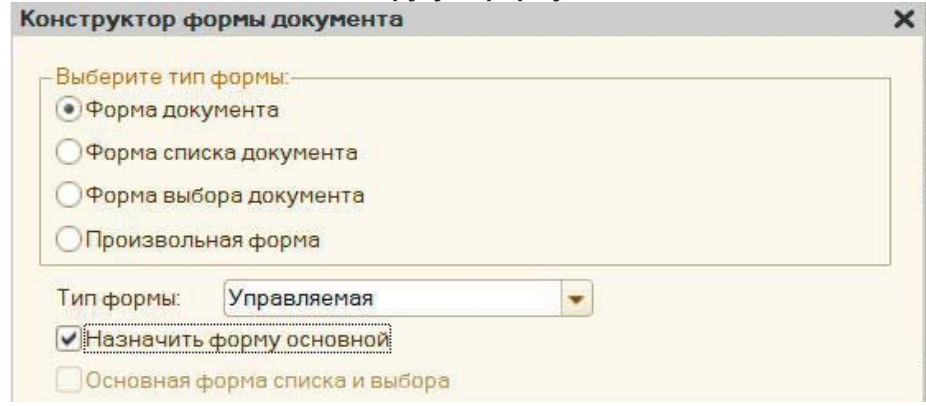 Конструктор формы документа
Выберите тип формы:
Форма документа
Форма списка документа
Форма выбора документа
Произвольная форма
Тип формы: Управляемая
Назначить форму основной
Основная форма списка и выбора